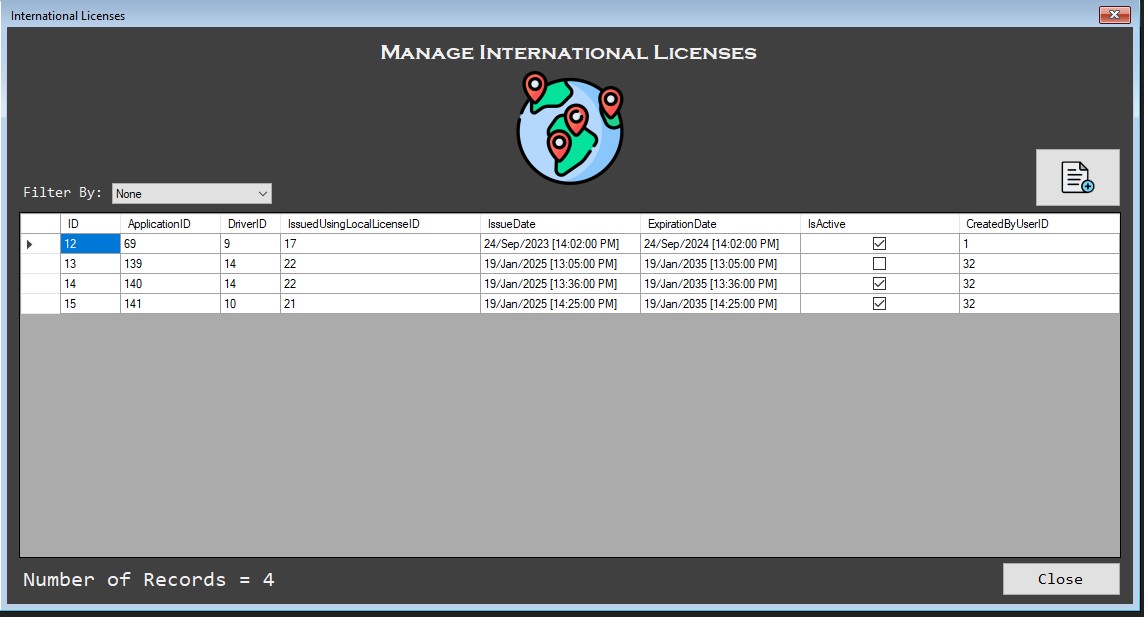 International Licenses
Manage International Licenses
Filter By: None
ID ApplicationID DriverID IssuedUsingLocalLicenseID IssueDate ExpirationDate IsActive CreatedByUserID
12 69 9 17 24/Sep/2023 [14:02:00 PM] 24/Sep/2024 [14:02:00 PM] 1
13 139 14 22 19/Jan/2025 [13:05:00 PM] 19/Jan/2035 [13:05:00 PM] 32
14 140 14 22 19/Jan/2025 [13:36:00 PM] 19/Jan/2035 [13:36:00 PM] 32
15 141 10 21 19/Jan/2025 [14:25:00 PM] 19/Jan/2035 [14:25:00 PM] 32
Number of Records = 4
Close